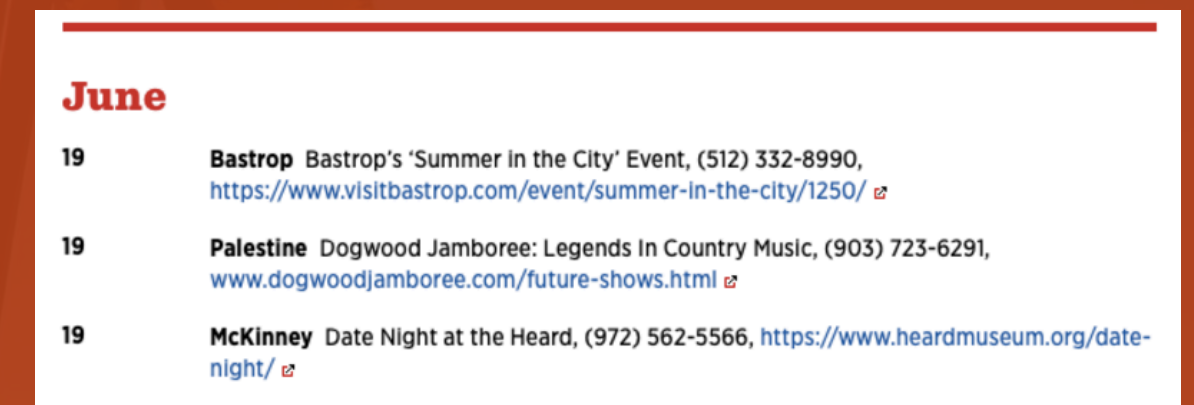 June
19 Bastrop Bastrop's 'Summer in the City' Event, (512) 332-8990,
https://www.visitbastrop.com/event/summer-in-the-city/1250/
19 Palestine Dogwood Jamboree: Legends In Country Music, (903) 723-6291,
www.dogwoodjamboree.com/future-shows.html
19 McKinney Date Night at the Heard, (972) 562-5566, https://www.heardmuseum.org/date-
night/